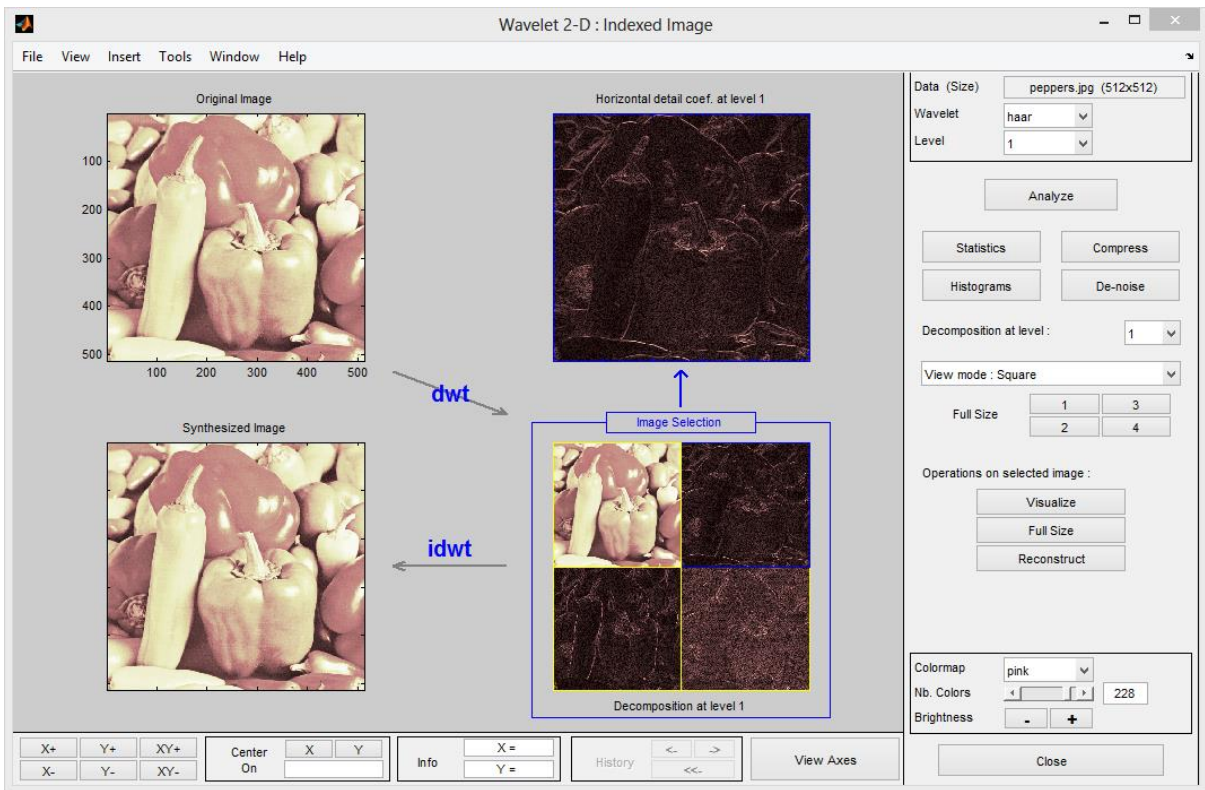 Wavelet 2-D : Indexed Image
File View Insert Tools Window Help
Original Image
100
200
300
400
500
100 200 300 400 500
Horizontal detail coef. at level 1
dwt
Image Selection
Synthesized Image
idwt
Decomposition at level 1
Data (Size) peppers.jpg (512x512)
Wavelet haar
Level 1
Analyze
Statistics Compress
Histograms De-noise
Decomposition at level : 1
View mode : Square
Full Size 1 3
2 4
Operations on selected image :
Visualize
Full Size
Reconstruct
Colormap pink
Nb. Colors 228
Brightness - +
X+ Y+ XY+
X- Y- XY-
Center On X Y
Info X =
Y =
History <- ->
<<-
View Axes
Close